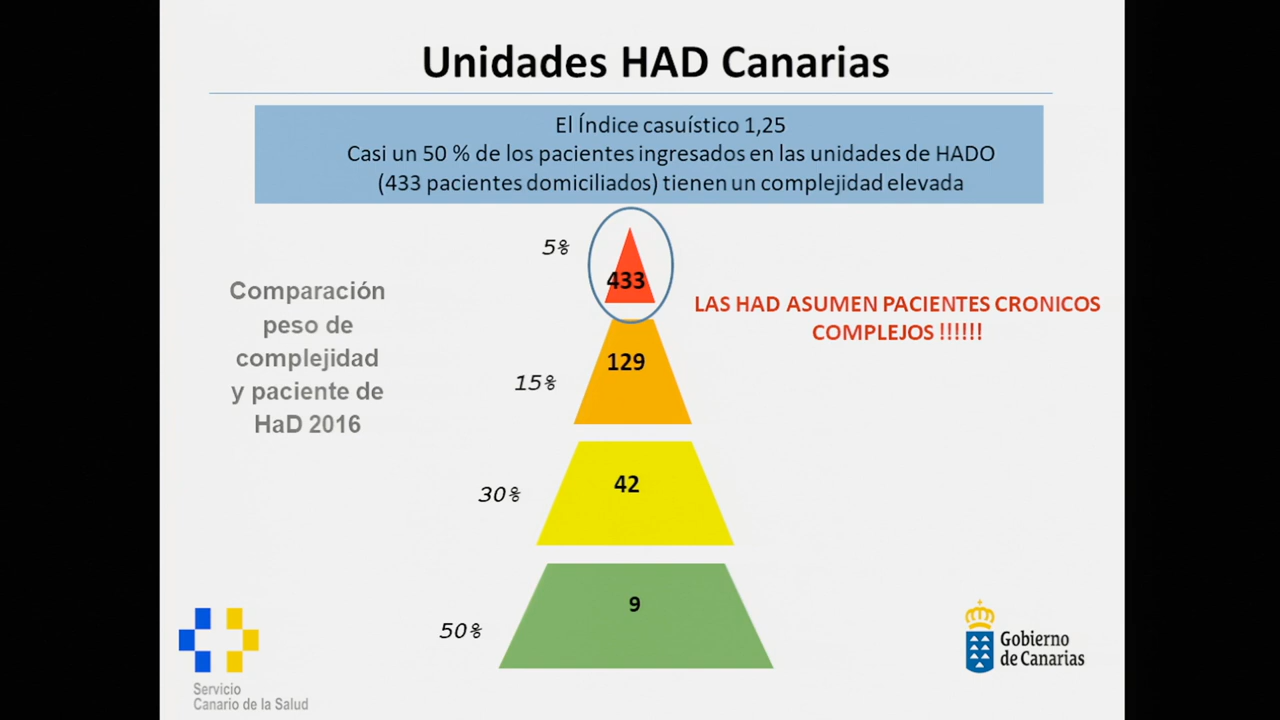 Unidades HAD Canarias
El Índice casuístico 1,25
Casi un 50 % de los pacientes ingresados en las unidades de HADO
(433 pacientes domiciliados) tienen un complejidad elevada
5%
433
Comparación
peso de
complejidad
y paciente de
HaD 2016
LAS HAD ASUMEN PACIENTES CRONICOS
COMPLEJOS !!!!!!
15%
129
30%
42
50%
9
Servicio
Canario de la Salud
Gobierno
de Canarias